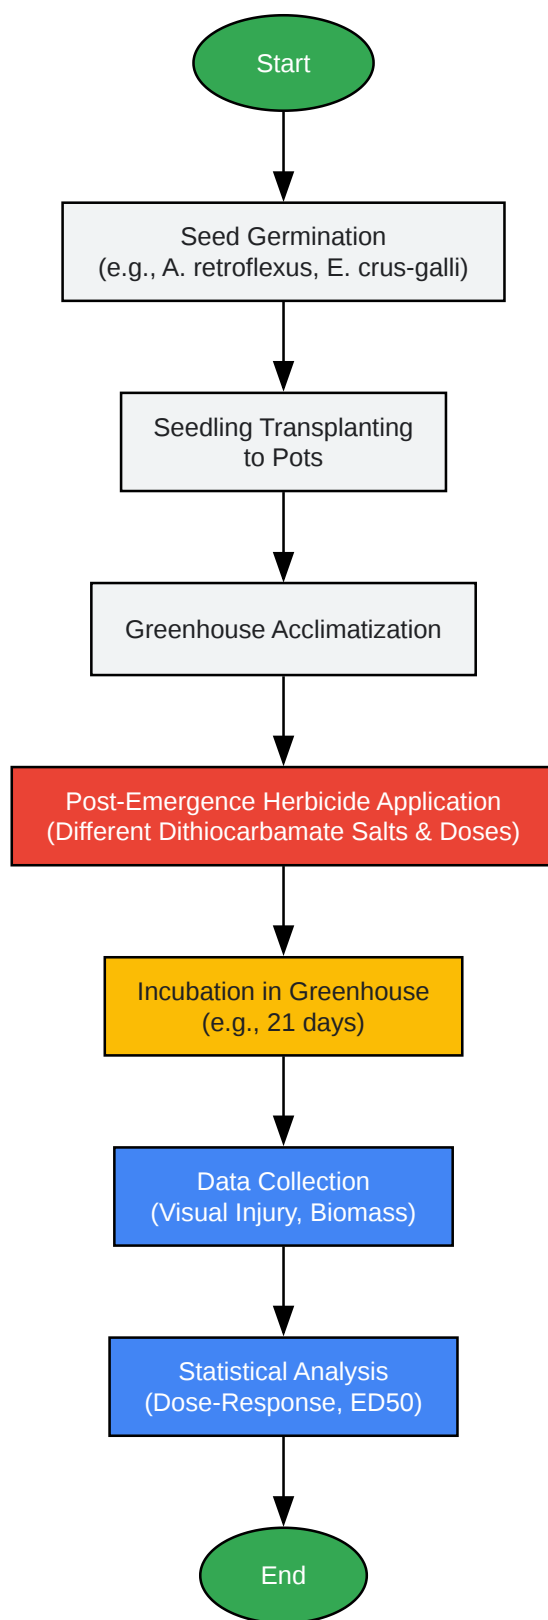 Start
Seed Germination
(e.g., A. retroflexus, E. crus-galli)
Seedling Transplanting
to Pots
Greenhouse Acclimatization
Post-Emergence Herbicide Application
(Different Dithiocarbamate Salts & Doses)
Incubation in Greenhouse
(e.g., 21 days)
Data Collection
(Visual Injury, Biomass)
Statistical Analysis
(Dose-Response, ED50)
End